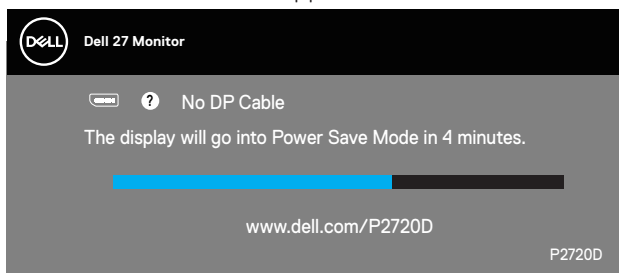 DELL
Dell 27 Monitor
? No DP Cable
The display will go into Power Save Mode in 4 minutes.
www.dell.com/P2720D
P2720D